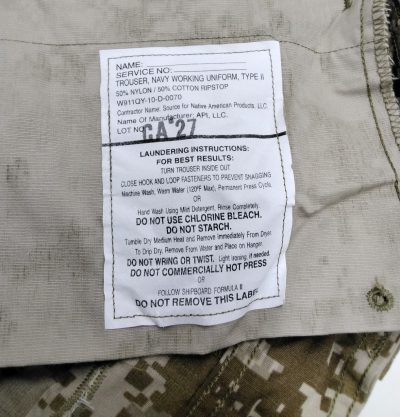 NAME:
SERVICE NO:
TROUSER, NAVY WORKING UNIFORM, TYPE II
50% NYLON / 50% COTTON RIPSTOP
W911QY-10-D-0070
Contractor Name: Source for Native American Products, LLC.
Name Of Manufacturer: API, LLC.
LOT NO. CA 27
LAUNDERING INSTRUCTIONS:
FOR BEST RESULTS:
TURN TROUSER INSIDE OUT
CLOSE HOOK AND LOOP FASTENERS TO PREVENT SNAGGING
Machine Wash, Warm Water (120°F Max), Permanent Press Cycle,
OR
Hand Wash Using Mild Detergent, Rinse Completely.
DO NOT USE CHLORINE BLEACH.
DO NOT STARCH.
Tumble Dry Medium Heat and Remove Immediately From Dryer
To Drip Dry, Remove From Water and Place on Hanger.
DO NOT WRING OR TWIST. Light Ironing, if needed.
DO NOT COMMERCIALLY HOT PRESS
OR
FOLLOW SHIPBOARD FORMULA II
DO NOT REMOVE THIS LABEL